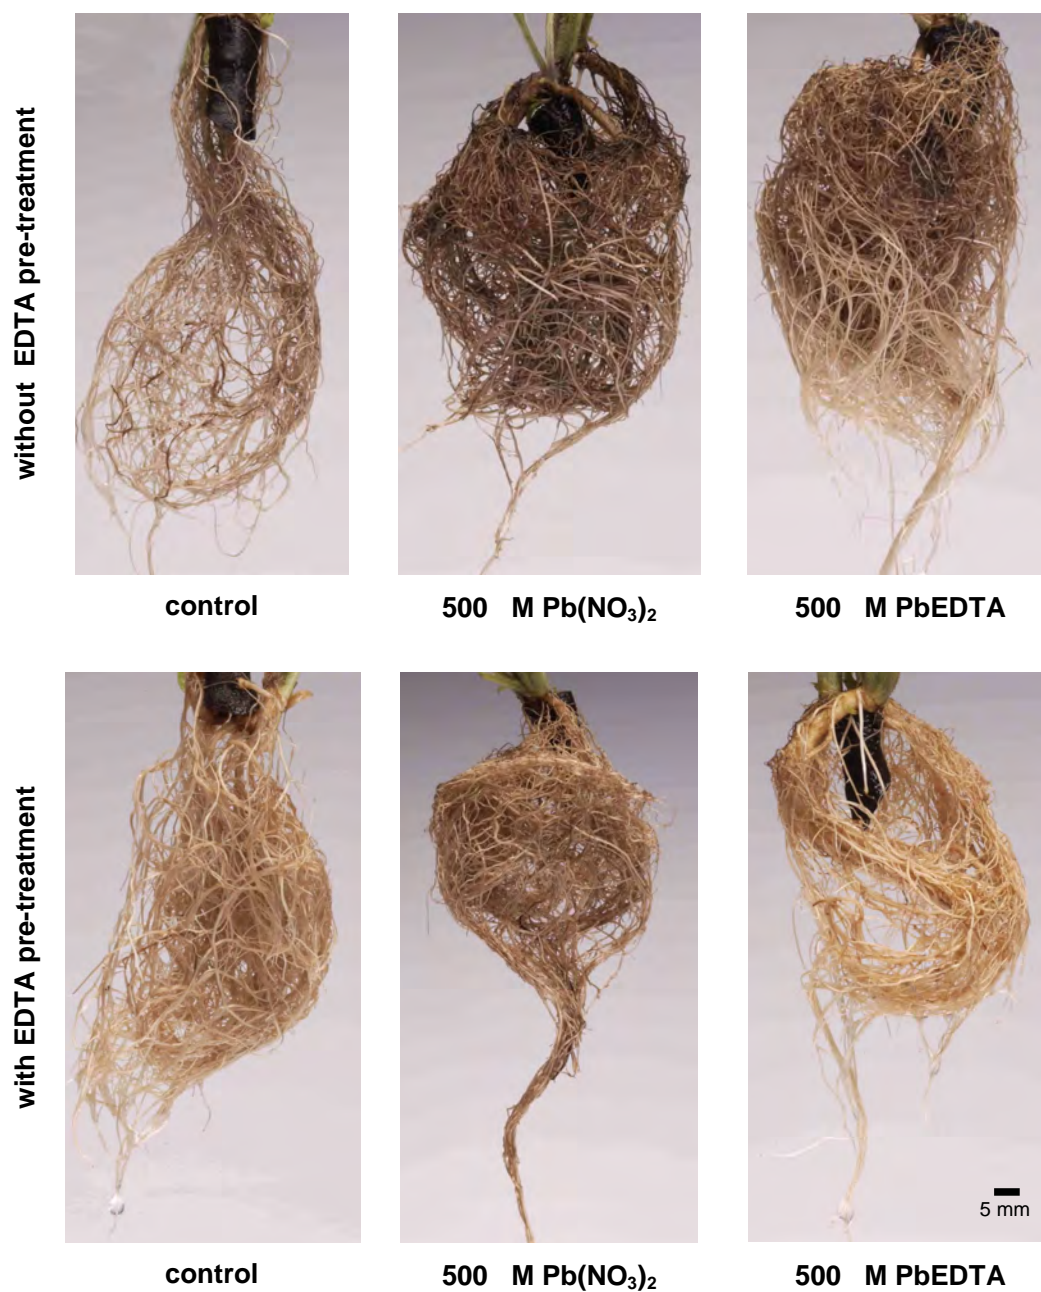 without EDTA pre-treatment
control
500 M Pb(NO₃)₂
500 M PbEDTA
with EDTA pre-treatment
5 mm
control
500 M Pb(NO₃)₂
500 M PbEDTA